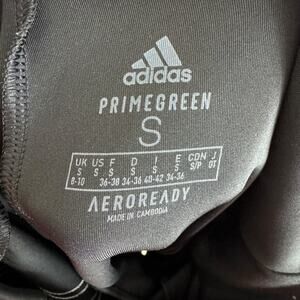 adidas
PRIMEGREEN
S
UK US F D I E CDN J
S S S S S S S/P OT
8-10 36-38 34-36 40-42 34-36
AEROREADY
MADE IN CAMBODIA